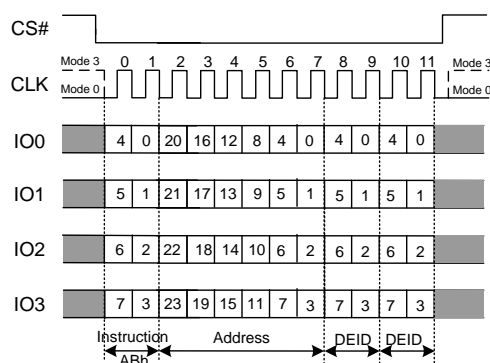 CS#
Mode 3 0 1 2 3 4 5 6 7 8 9 10 11 Mode 3
CLK Mode 0 Mode 0
IO0 4 0 20 16 12 8 4 0 4 0 4 0
IO1 5 1 21 17 13 9 5 1 5 1 5 1
IO2 6 2 22 18 14 10 6 2 6 2 6 2
IO3 7 3 23 19 15 11 7 3 7 3 7 3
Instruction Address DEID DEID
ABh